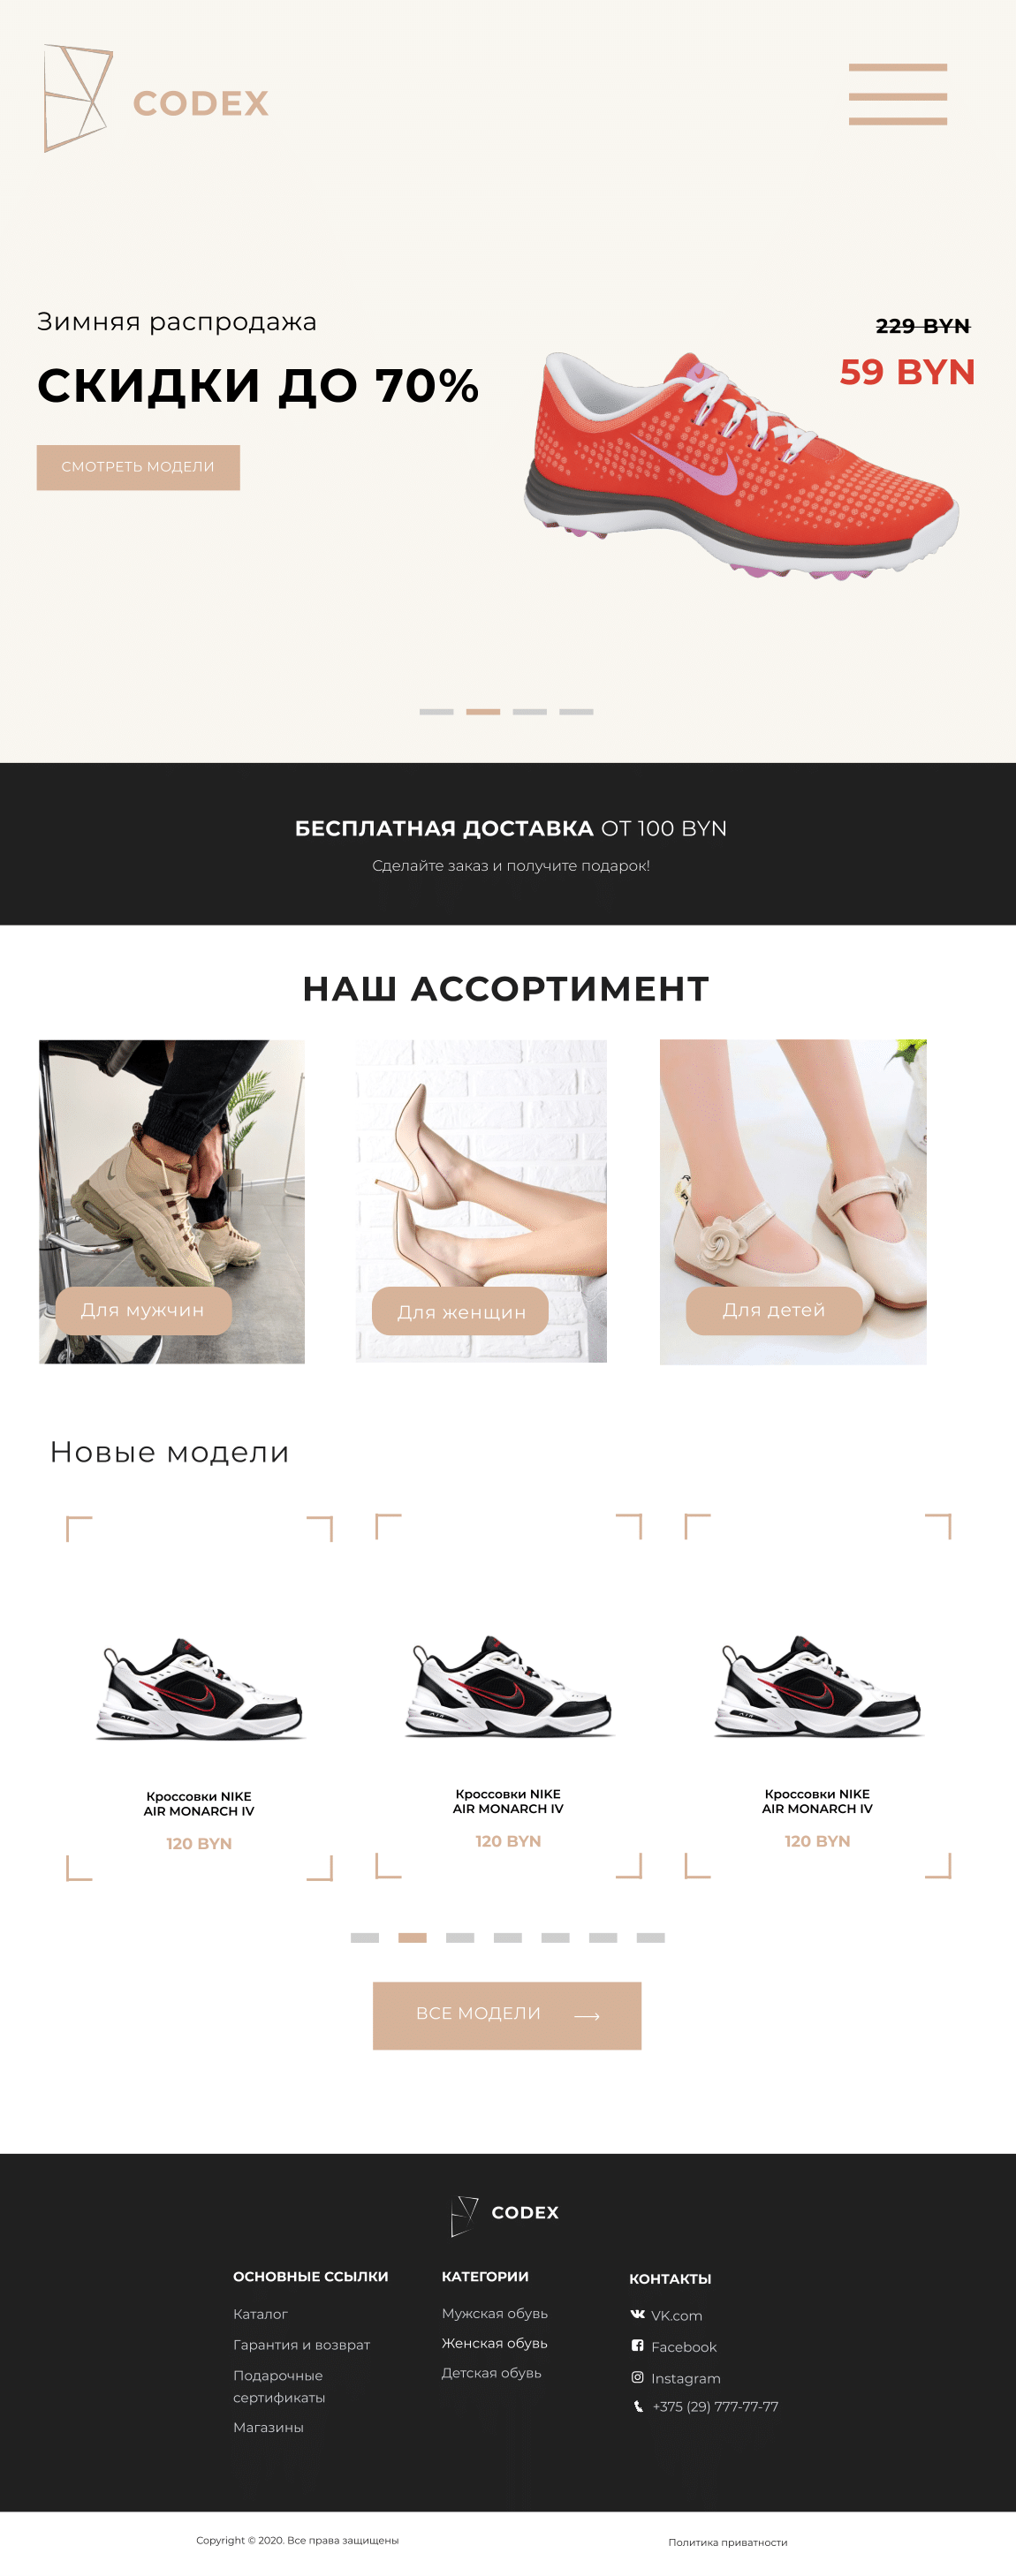 CODEX
Зимняя распродажа
СКИДКИ ДО 70%
СМОТРЕТЬ МОДЕЛИ
229 BYN
59 BYN
БЕСПЛАТНАЯ ДОСТАВКА ОТ 100 BYN
Сделайте заказ и получите подарок!
НАШ АССОРТИМЕНТ
Для мужчин
Для женщин
Для детей
Новые модели
Кроссовки NIKE
AIR MONARCH IV
120 BYN
Кроссовки NIKE
AIR MONARCH IV
120 BYN
Кроссовки NIKE
AIR MONARCH IV
120 BYN
ВСЕ МОДЕЛИ
CODEX
ОСНОВНЫЕ ССЫЛКИ
Каталог
Гарантия и возврат
Подарочные
сертификаты
Магазины
КАТЕГОРИИ
Мужская обувь
Женская обувь
Детская обувь
КОНТАКТЫ
VK.com
Facebook
Instagram
+375 (29) 777-77-77
Copyright © 2020. Все права защищены
Политика приватности